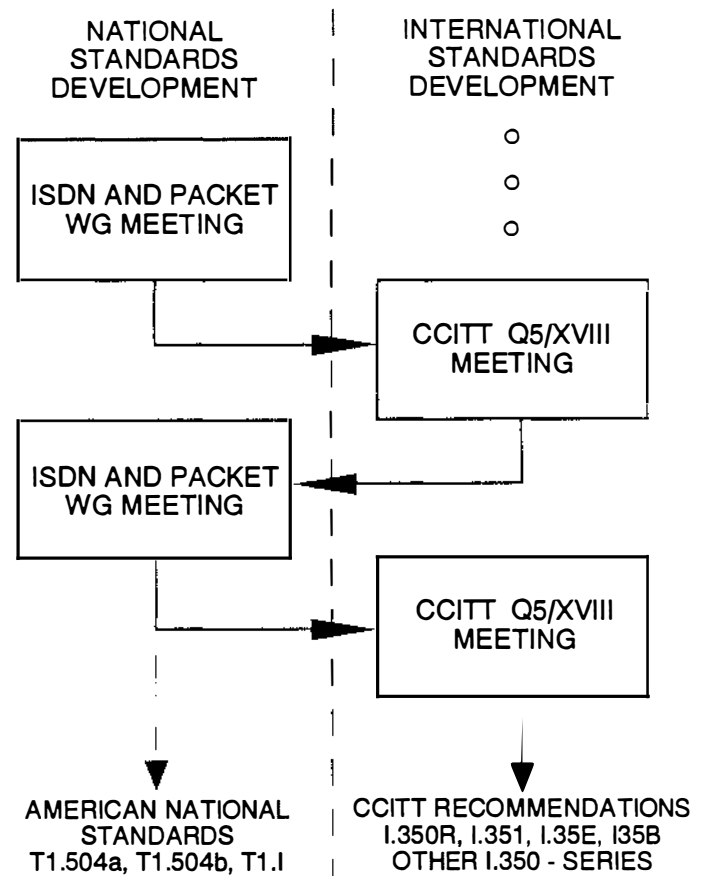 NATIONAL
STANDARDS
DEVELOPMENT
INTERNATIONAL
STANDARDS
DEVELOPMENT
ISDN AND PACKET
WG MEETING
CCITT Q5/XVIII
MEETING
ISDN AND PACKET
WG MEETING
CCITT Q5/XVIII
MEETING
AMERICAN NATIONAL
STANDARDS
T1.504a, T1.504b, T1.I
CCITT RECOMMENDATIONS
I.350R, I.351, I.35E, I35B
OTHER I.350 - SERIES